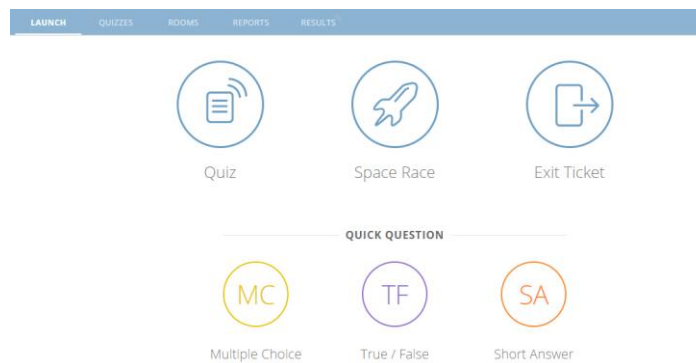 LAUNCH QUIZZES ROOMS REPORTS RESULTS
Quiz Space Race Exit Ticket
QUICK QUESTION
MC TF SA
Multiple Choice True / False Short Answer